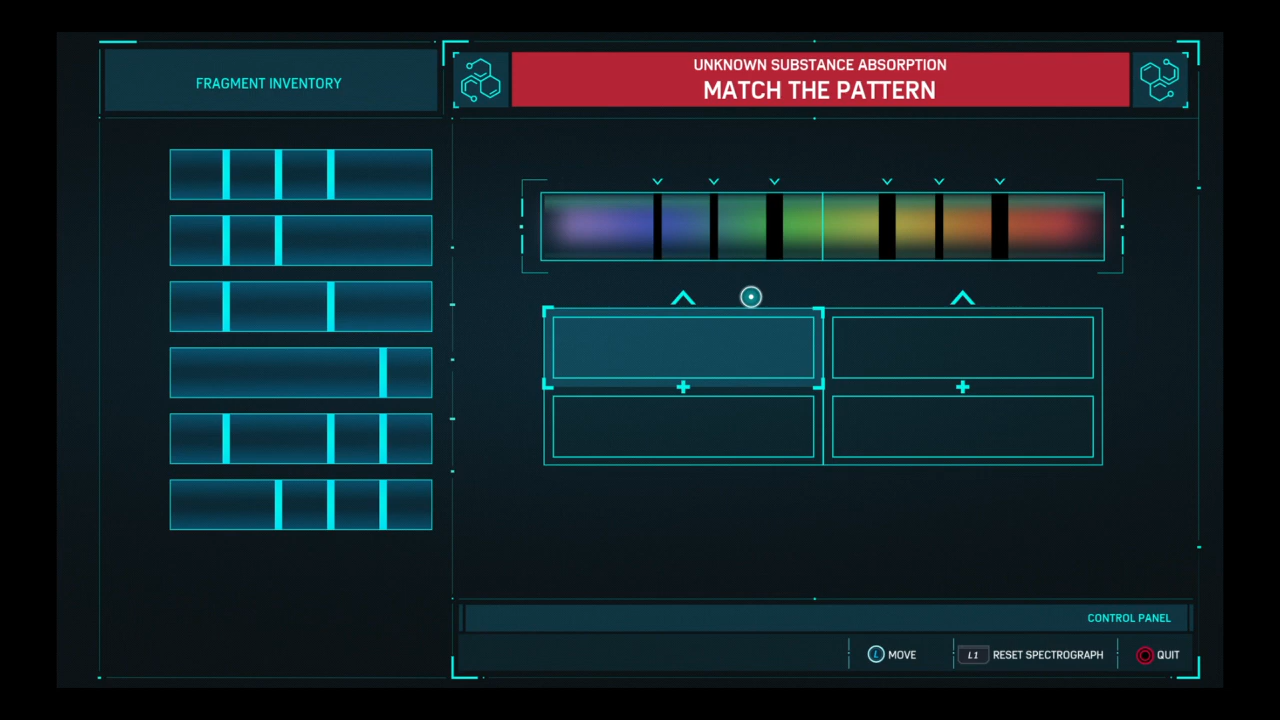 FRAGMENT INVENTORY
UNKNOWN SUBSTANCE ABSORPTION
MATCH THE PATTERN
CONTROL PANEL
L MOVE
L1 RESET SPECTROGRAPH
QUIT